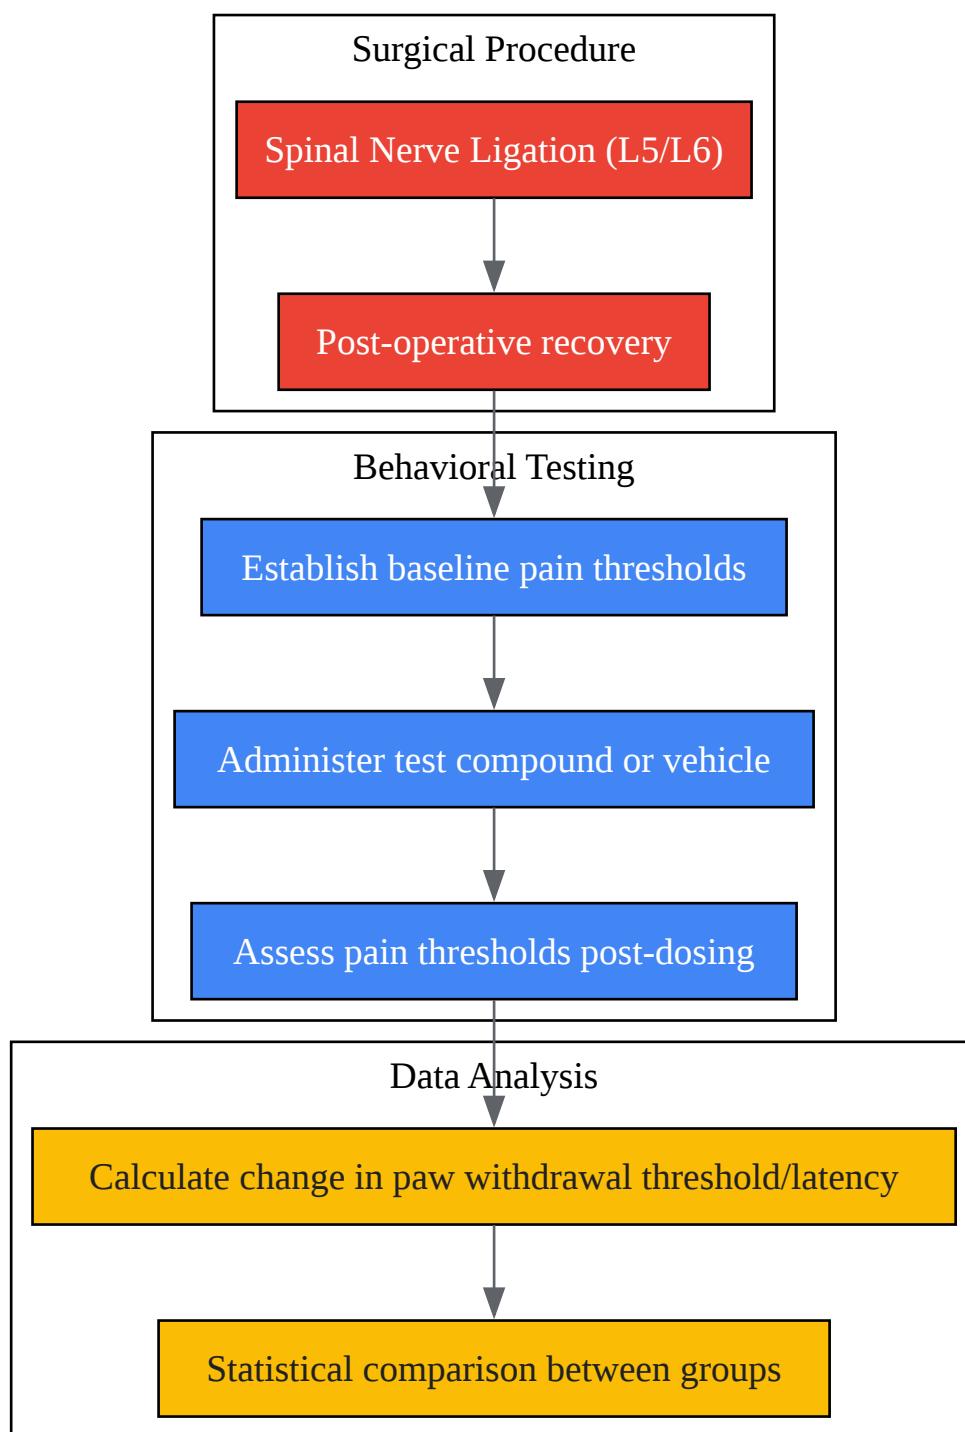 Surgical Procedure
Spinal Nerve Ligation (L5/L6)
Post-operative recovery
Behavioral Testing
Establish baseline pain thresholds
Administer test compound or vehicle
Assess pain thresholds post-dosing
Data Analysis
Calculate change in paw withdrawal threshold/latency
Statistical comparison between groups